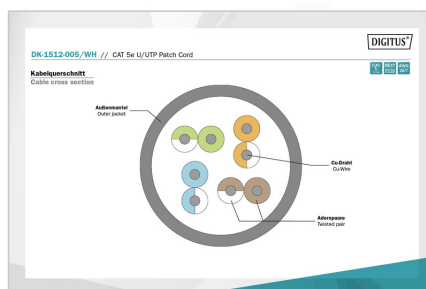 DIGITUS®
DK-1512-005/WH // CAT 5e U/UTP Patch Cord
Kabelquerschnitt
Cable cross section
Außenmantel
Outer jacket
Cu-Draht
Cu-Wire
Adernpaare
Twisted pair